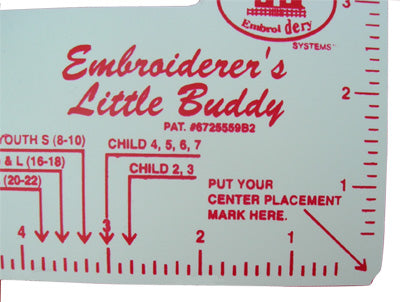 Embroidery
SYSTEMS
3
Embroiderer's
Little Buddy
2
PAT. #6725559B2
YOUTH S (8-10)
CHILD 4, 5, 6, 7
& L (16-18)
CHILD 2, 3
(20-22)
PUT YOUR
CENTER PLACEMENT
MARK HERE.
1
4 3 2 1